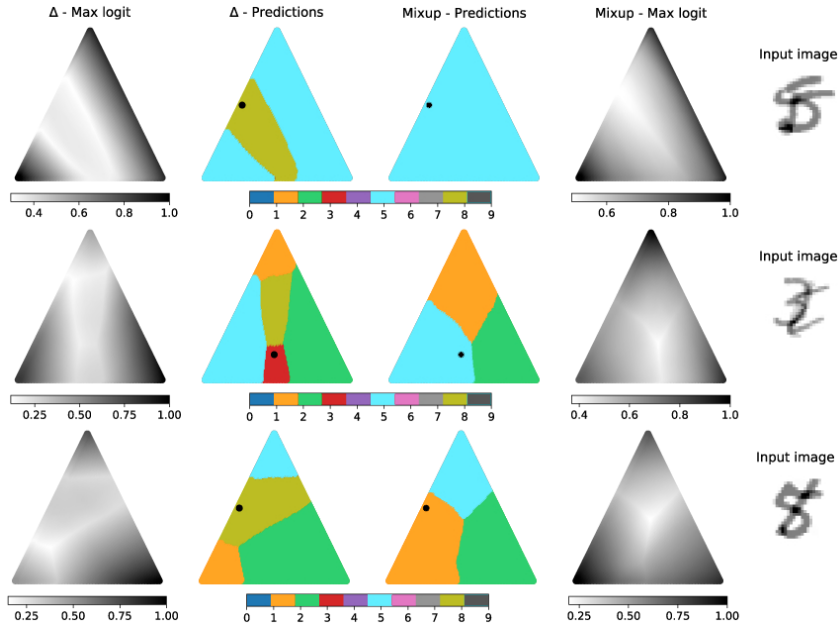 Δ - Max logit Δ - Predictions Mixup - Predictions Mixup - Max logit
Input image
0.4 0.6 0.8 1.0 0 1 2 3 4 5 6 7 8 9 0.6 0.8 1.0
Input image
0.25 0.50 0.75 1.00 0 1 2 3 4 5 6 7 8 9 0.4 0.6 0.8 1.0
Input image
0.25 0.50 0.75 1.00 0 1 2 3 4 5 6 7 8 9 0.25 0.50 0.75 1.00